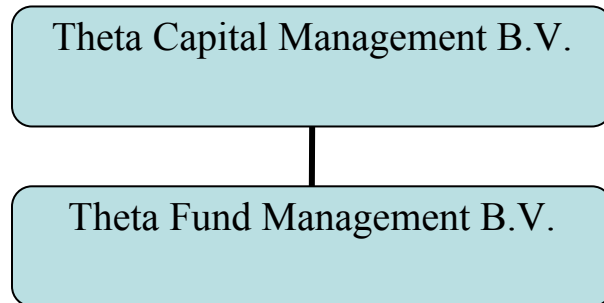 Theta Capital Management B.V.
Theta Fund Management B.V.